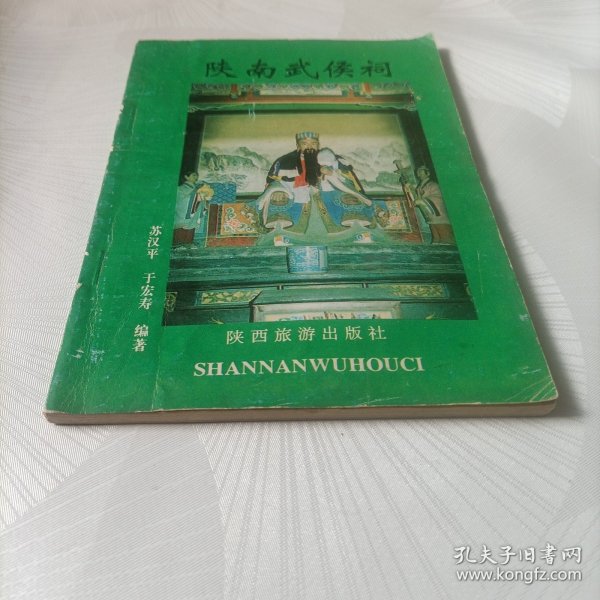 陕南武侯祠
苏汉平 于宏寿 编著
陕西旅游出版社
SHANNANWUHOUCI
孔夫子旧书网
www.kongfz.com